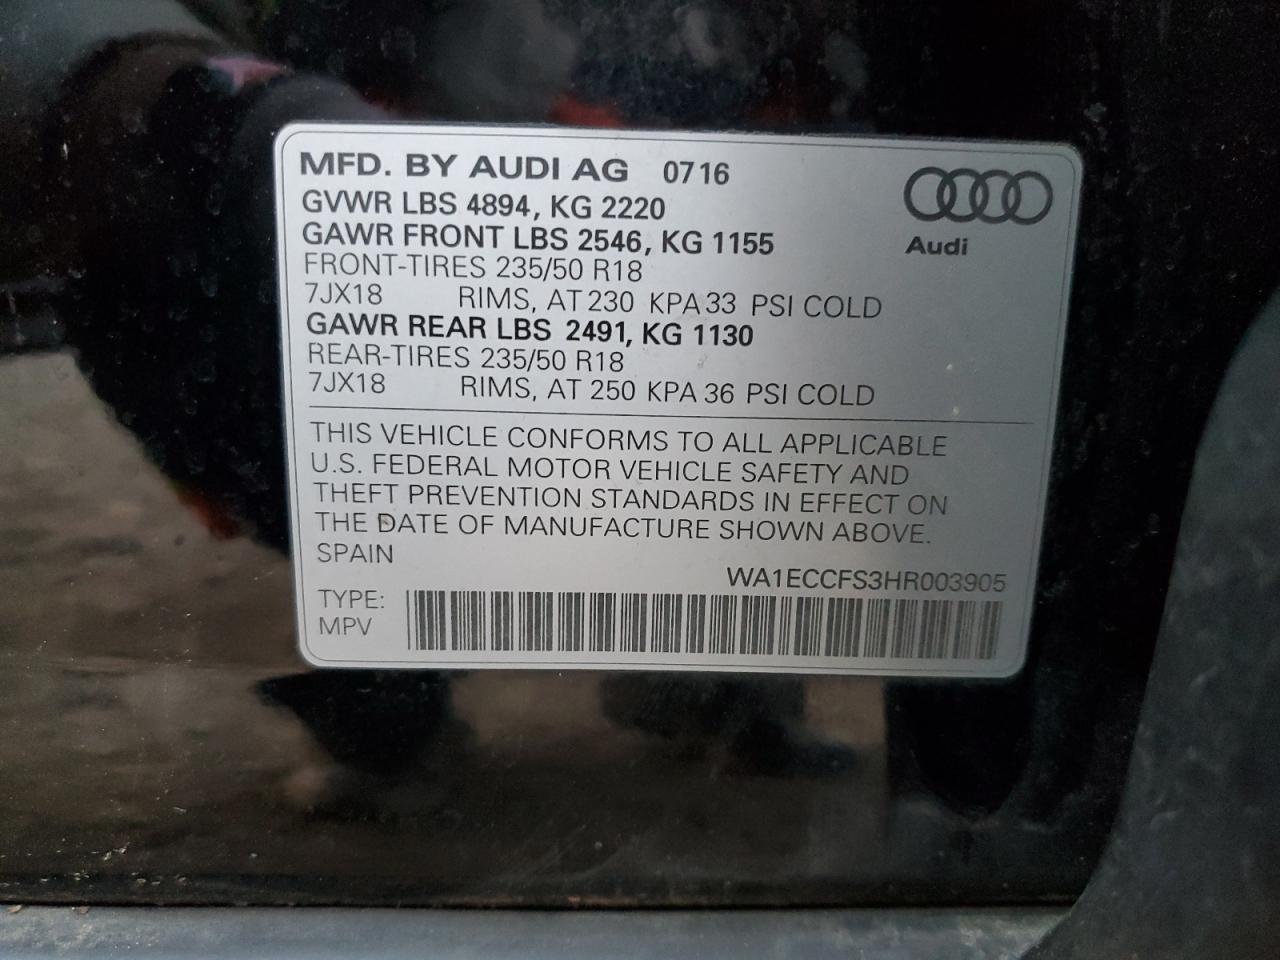 MFD. BY AUDI AG 0716
GVWR LBS 4894, KG 2220
GAWR FRONT LBS 2546, KG 1155
Audi
FRONT-TIRES 235/50 R18
7JX18 RIMS, AT 230 KPA 33 PSI COLD
GAWR REAR LBS 2491, KG 1130
REAR-TIRES 235/50 R18
7JX18 RIMS, AT 250 KPA 36 PSI COLD
THIS VEHICLE CONFORMS TO ALL APPLICABLE
U.S. FEDERAL MOTOR VEHICLE SAFETY AND
THEFT PREVENTION STANDARDS IN EFFECT ON
THE DATE OF MANUFACTURE SHOWN ABOVE.
SPAIN
WA1ECCFS3HR003905
TYPE:
MPV